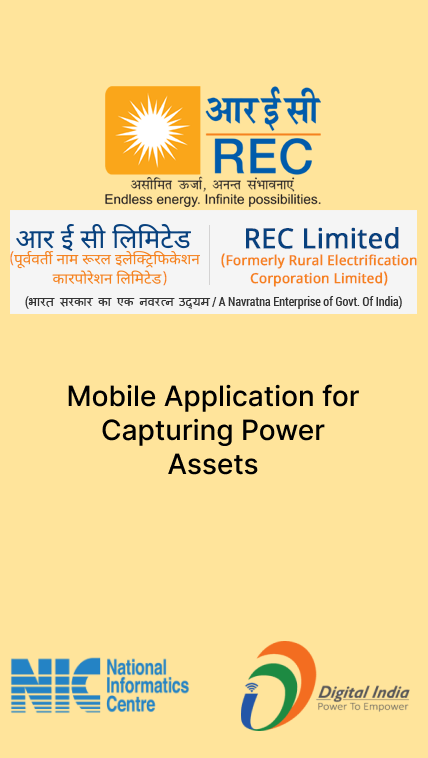 आर ई सी
REC
असीमित ऊर्जा, अनन्त संभावनाएं
Endless energy. Infinite possibilities.
आर ई सी लिमिटेड
(पूर्ववर्ती नाम रूरल इलेक्ट्रिफिकेशन
कारपोरेशन लिमिटेड)
REC Limited
(Formerly Rural Electrification
Corporation Limited)
(भारत सरकार का एक नवरत्न उद्यम / A Navratna Enterprise of Govt. Of India)
Mobile Application for
Capturing Power
Assets
NIC
National
Informatics
Centre
Digital India
Power To Empower